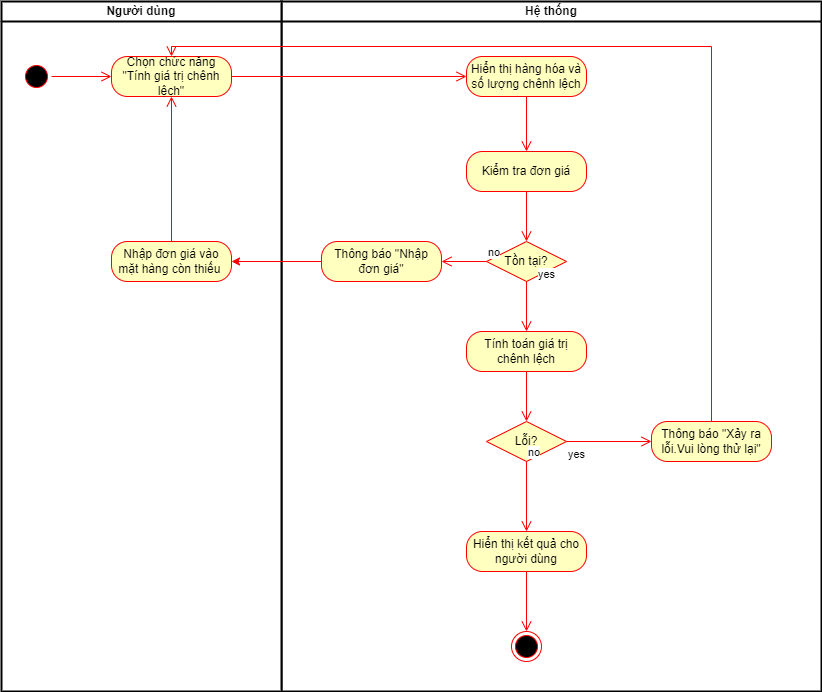 Người dùng
Hệ thống
Chọn chức năng
"Tính giá trị chênh
lệch"
Hiển thị hàng hóa và
số lượng chênh lệch
Kiểm tra đơn giá
Nhập đơn giá vào
mặt hàng còn thiếu
Thông báo "Nhập
đơn giá"
no
Tồn tại?
yes
Tính toán giá trị
chênh lệch
Lỗi?
no
yes
Thông báo "Xảy ra
lỗi.Vui lòng thử lại"
Hiển thị kết quả cho
người dùng